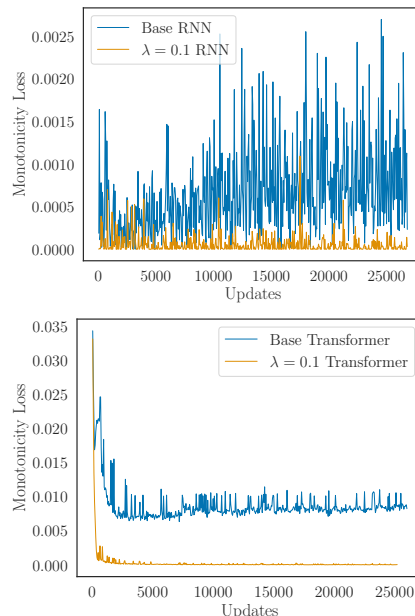 Base RNN
λ = 0.1 RNN
Monotonicity Loss
0.0025
0.0020
0.0015
0.0010
0.0005
0.0000
0 5000 10000 15000 20000 25000
Updates
Base Transformer
λ = 0.1 Transformer
Monotonicity Loss
0.035
0.030
0.025
0.020
0.015
0.010
0.005
0.000
0 5000 10000 15000 20000 25000
Updates